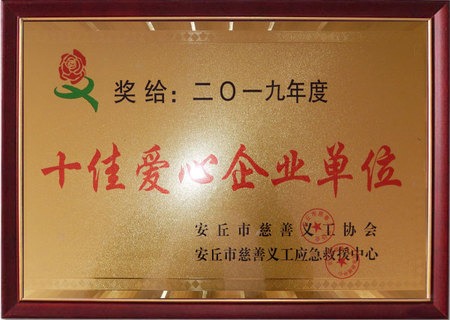 奖给：二〇一九年度
十佳爱心企业单位
安丘市慈善义工协会
安丘市慈善义工应急救援中心